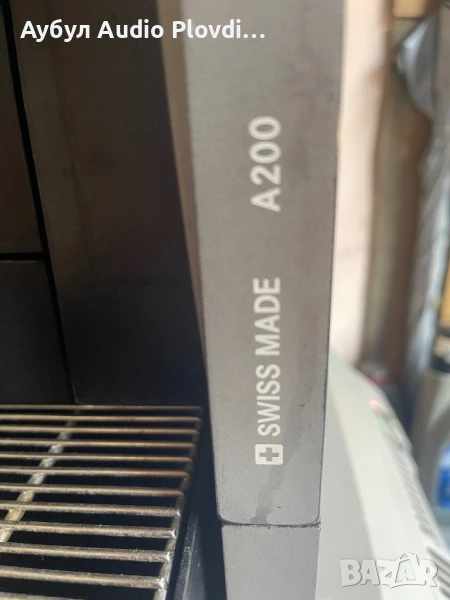 Аубул Audio Plovdi...
A200
SWISS MADE
BAZAR